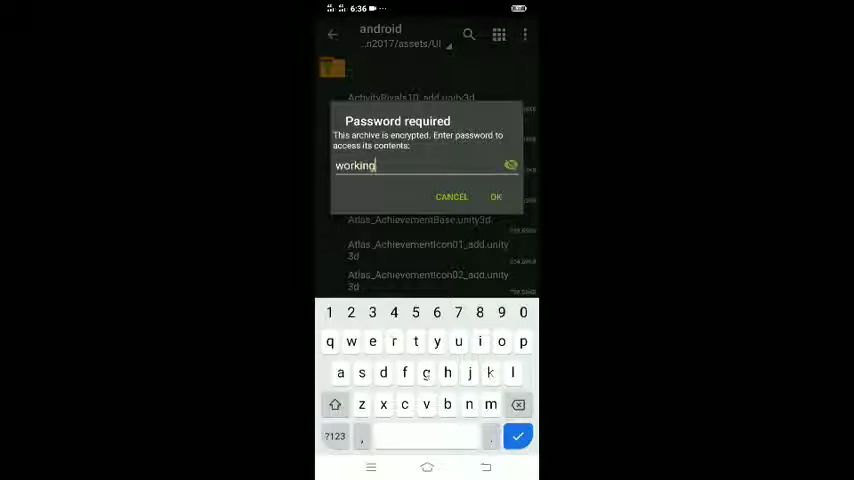 6:36
android
...n2017/assets/UI
ActivityRivals10_add.unity3d
Password required
This archive is encrypted. Enter password to
access its contents:
working
CANCEL OK
Atlas_AchievementBase.unity3d
Atlas_AchievementIcon01_add.unity
3d
Atlas_AchievementIcon02_add.unity
3d
1 2 3 4 5 6 7 8 9 0
q w e r t y u i o p
a s d f g h j k l
z x c v b n m
?123 , .